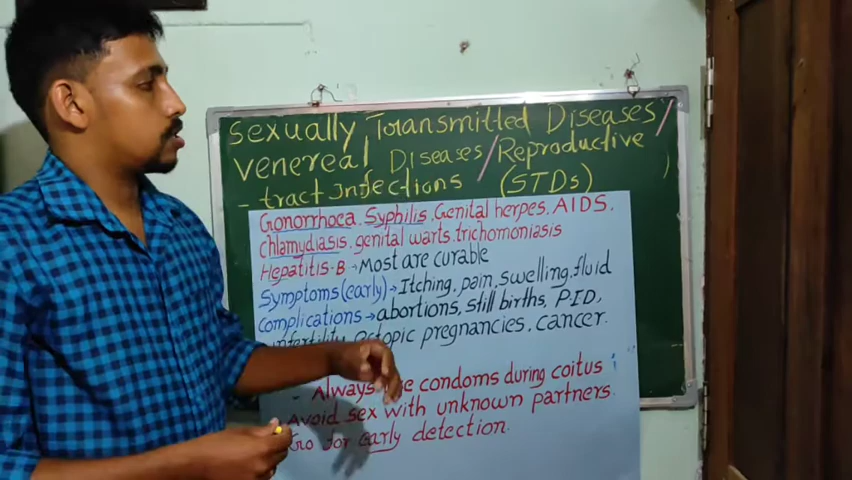 Sexually Transmitted Diseases/
venereal Diseases/Reproductive
- tract infections (STDs)
Gonorrhoea. Syphilis. Genital herpes. AIDS.
chlamydiasis. genital warts. trichomoniasis
Hepatitis-B → Most are curable
Symptoms (early) → Itching, pain, swelling. fluid
complications → abortions, still births, PID,
infertility, ectopic pregnancies, cancer.
- Always condoms during coitus
Avoid sex with unknown partners.
Go for early detection.